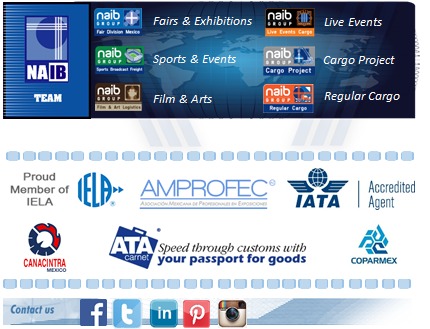 NAIB
TEAM
naib
GROUP
Fair Division Mexico
Fairs & Exhibitions
naib
GROUP
Live Events Cargo
Live Events
naib
GROUP
Sports Broadcast Freight
Sports & Events
naib
GROUP
Cargo Project
Cargo Project
naib
GROUP
Film & Art Logistics
Film & Arts
naib
GROUP
Regular Cargo
Regular Cargo
Proud
Member of
IELA
IELA
AMPROFEC
ASOCIACIÓN MEXICANA DE PROFESIONALES EN EXPOSICIONES
IATA
Accredited
Agent
CANACINTRA
MEXICO
ATA
carnet
Speed through customs with
your passport for goods
COPARMEX
Contact us
f
t
in
P